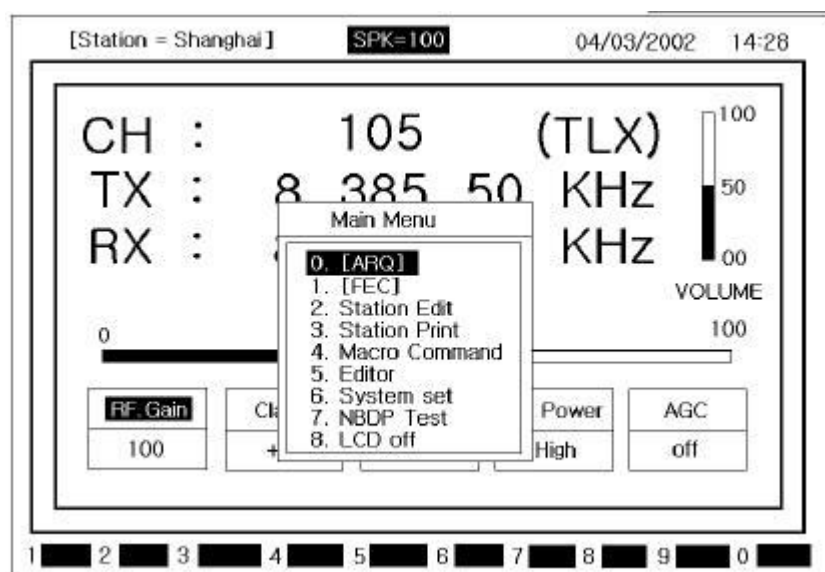 [Station = Shanghai] SPK=100 04/03/2002 14:28
CH : 105 (TLX)
100
TX : 8 385 50 KHz
50
RX : KHz
00
VOLUME
Main Menu
0. [ARQ]
1. [FEC]
2. Station Edit
3. Station Print
4. Macro Command
5. Editor
6. System set
7. NBDP Test
8. LCD off
0 100
RF. Gain Power AGC
100 High off
1 2 3 4 5 6 7 8 9 0